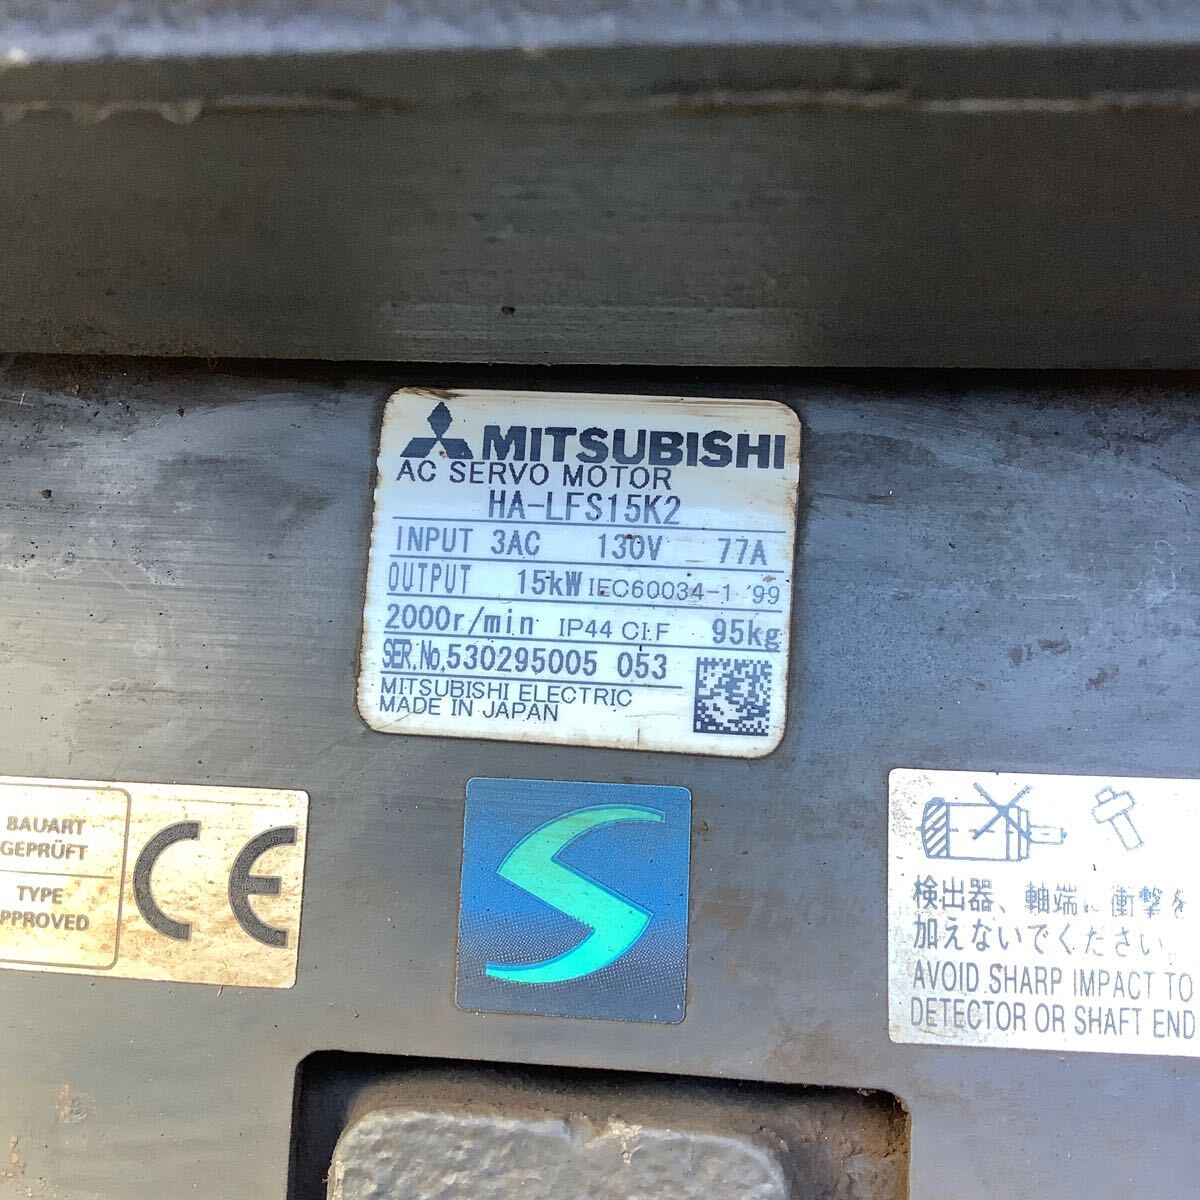 MITSUBISHI
AC SERVO MOTOR
HA-LFS15K2
INPUT 3AC 130V 77A
OUTPUT 15kW IEC60034-1 '99
2000r/min IP44 CI.F 95kg
SER.No.530295005 053
MITSUBISHI ELECTRIC
MADE IN JAPAN
BAUART
GEPRÜFT
TYPE
PPROVED
CE
S
検出器、軸端に衝撃を
加えないでください。
AVOID SHARP IMPACT TO
DETECTOR OR SHAFT END